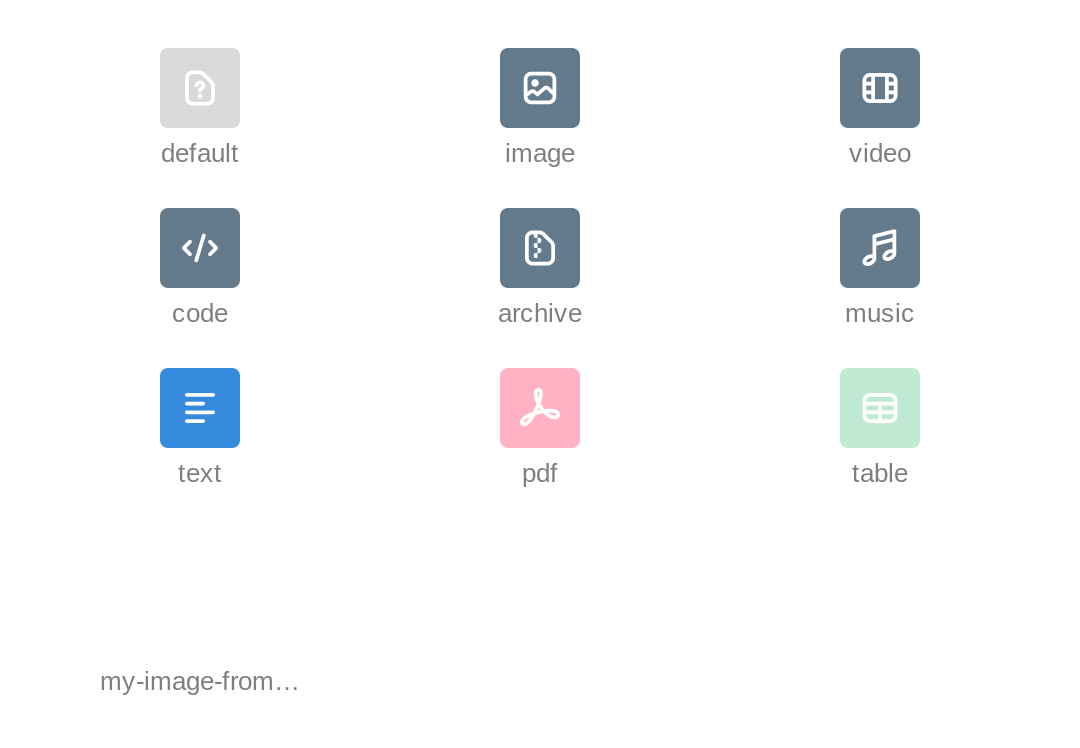 default
image
video
code
archive
music
text
pdf
table
my-image-from…